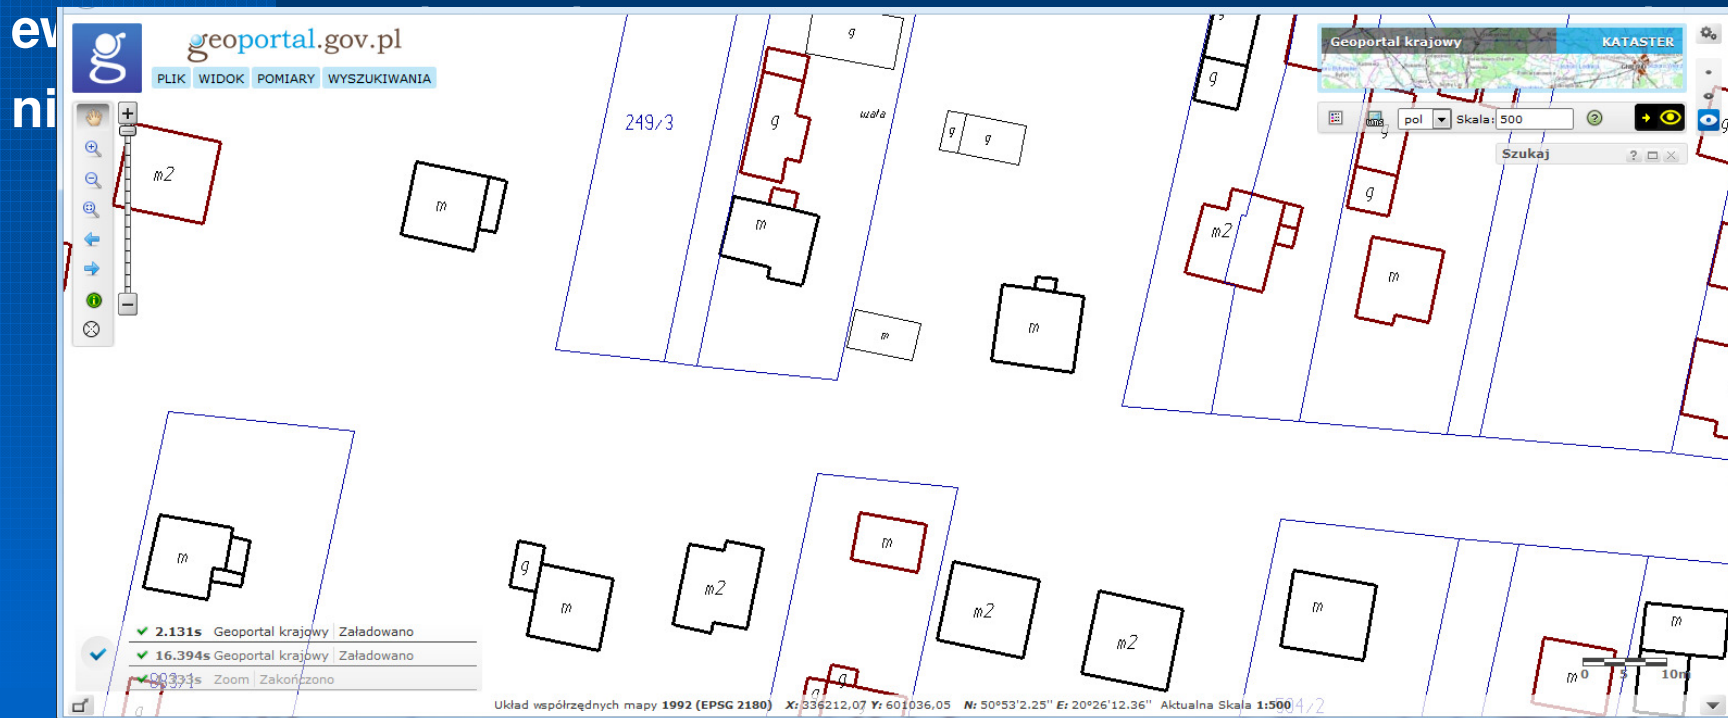 geoportal.gov.pl
PLIK WIDOK POMIARY WYSZUKIWANIA
Geoportal krajowy KATASTER
pol Skala: 500
Szukaj
g
g
g
249/3
g
g
g
g
m2
m
m
m2
m
m
m
m
m
g
m
m2
m2
m2
m
m
m
m
g
2.131s Geoportal krajowy Załadowano
16.394s Geoportal krajowy Załadowano
Zoom Zakończono
0 5 10m
Układ współrzędnych mapy 1992 (EPSG 2180) X: 336212,07 Y: 601036,05 N: 50°53'2.25" E: 20°26'12.36" Aktualna Skala 1:500